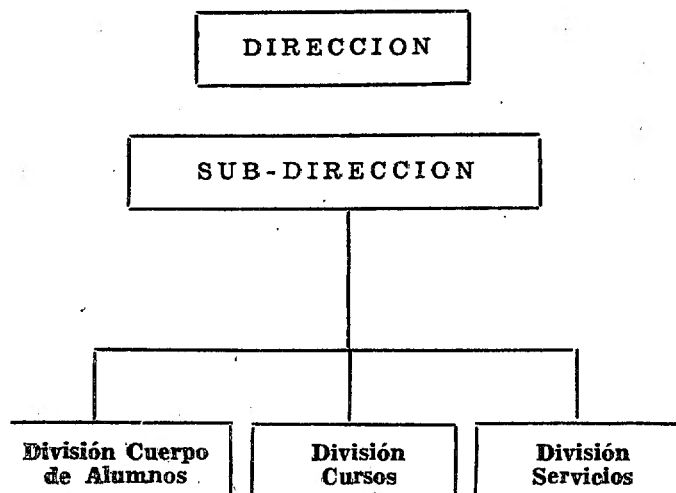 DIRECCION
SUB-DIRECCION
División Cuerpo
de Alumnos
División
Cursos
División
Servicios